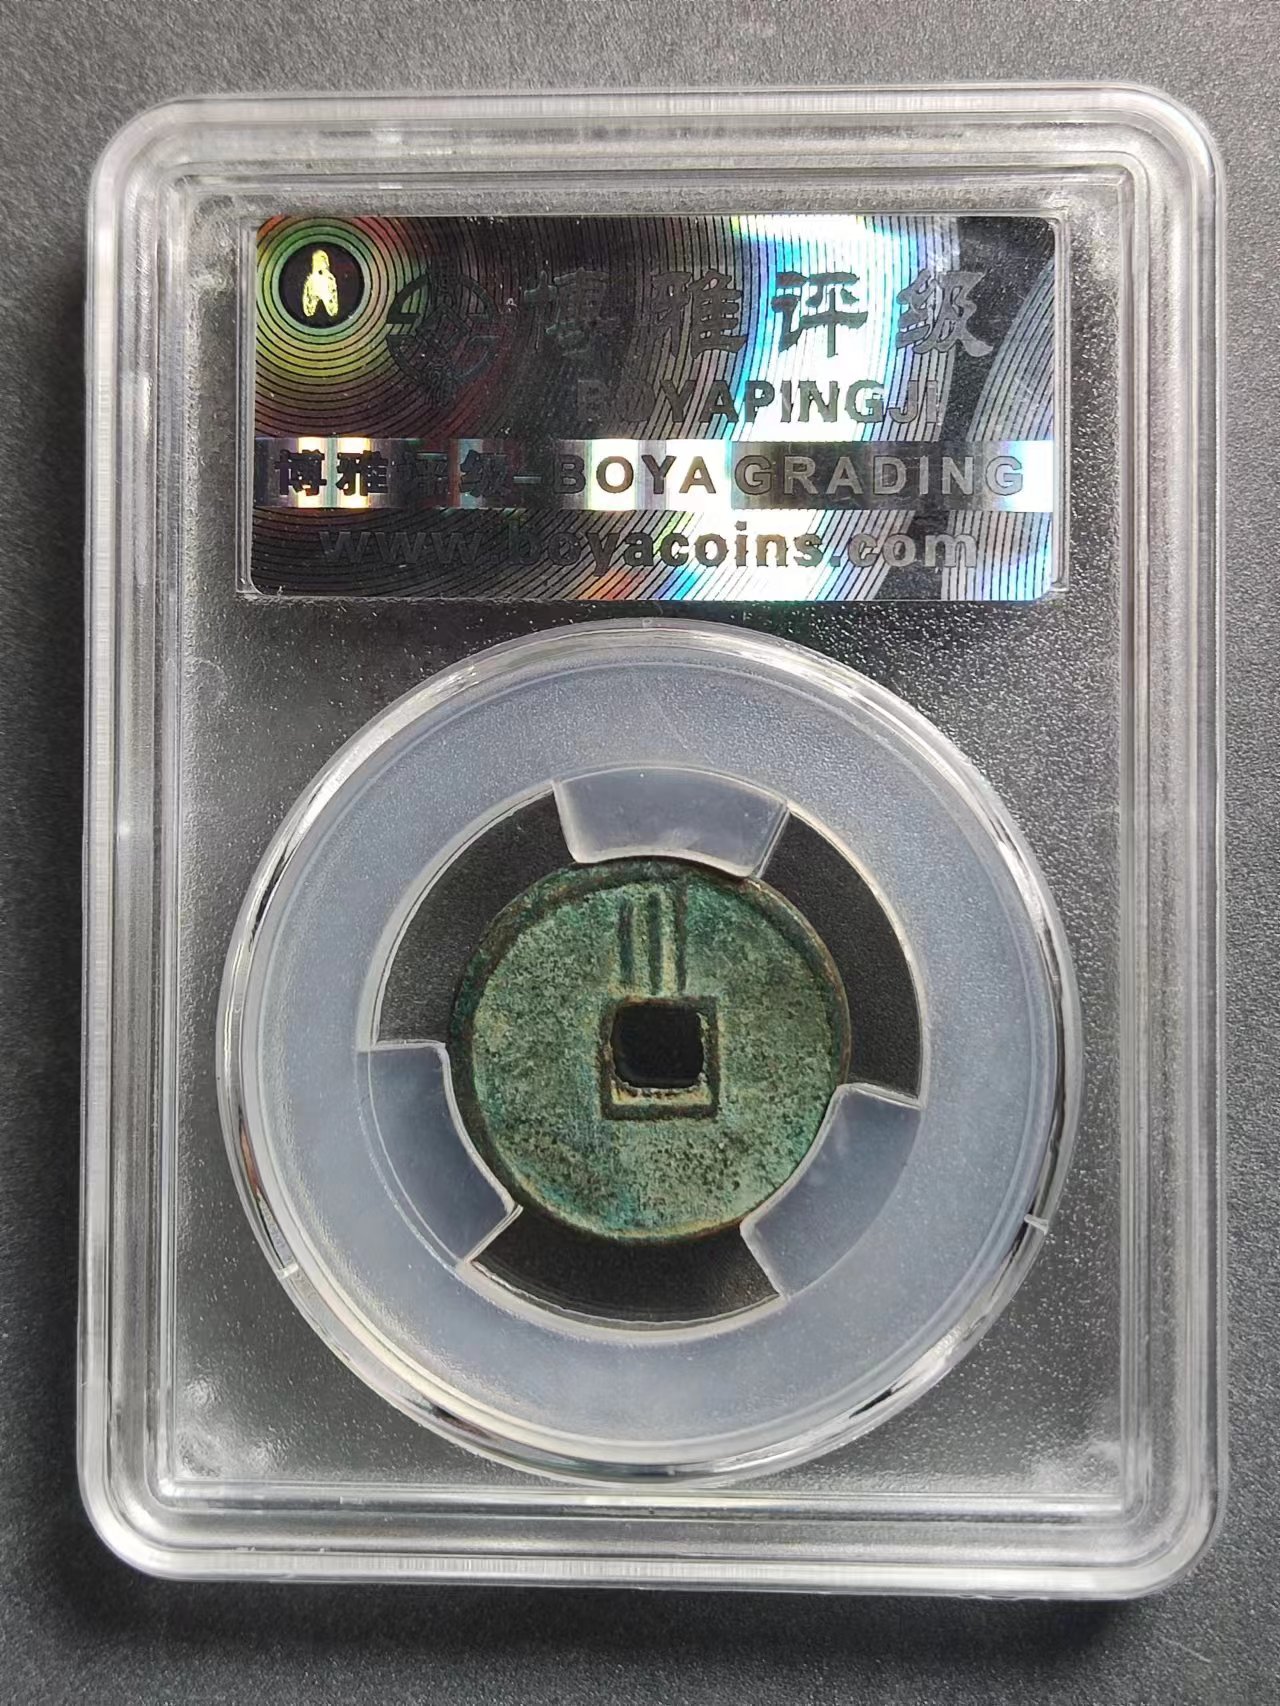 博雅评级
BOYAPINGJI
博雅评级-BOYA GRADING
www.boyacoins.com